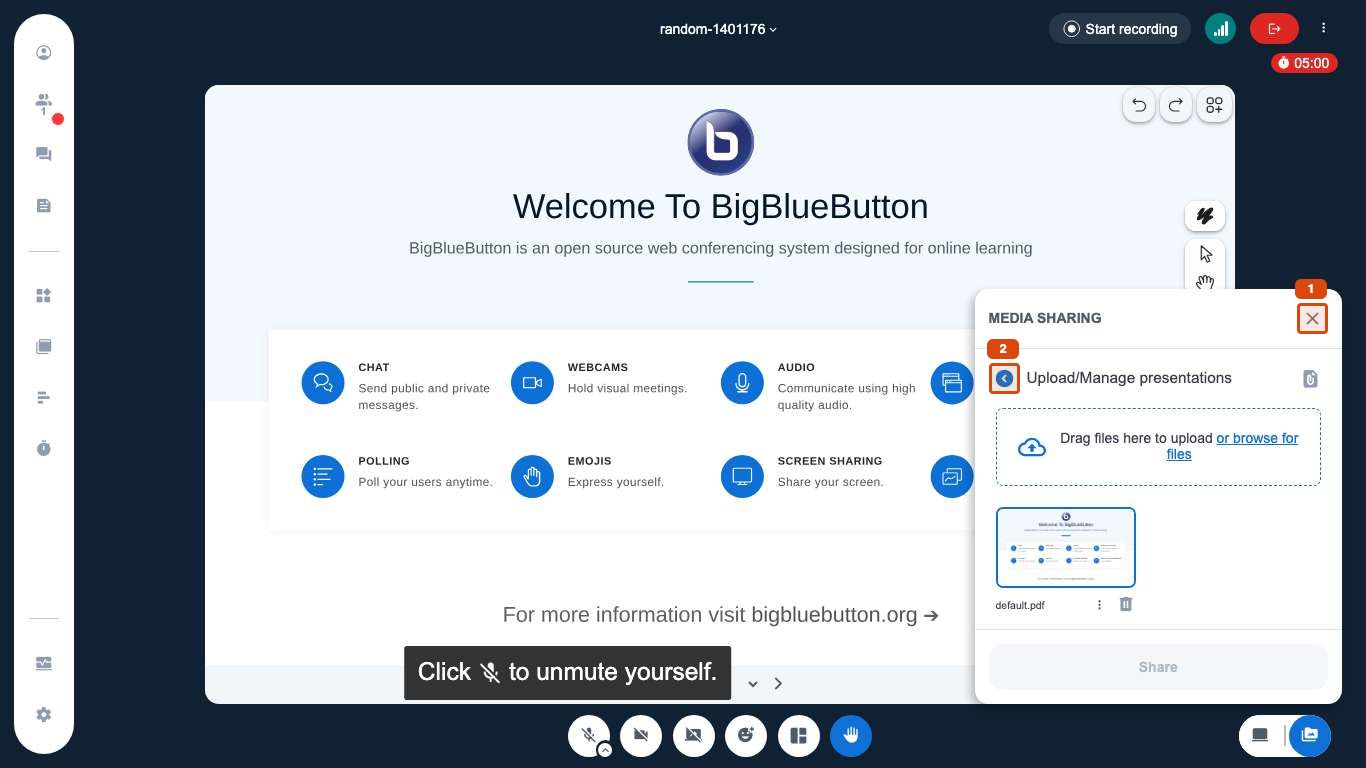 random-1401176
Start recording
05:00
1
Welcome To BigBlueButton
BigBlueButton is an open source web conferencing system designed for online learning
CHAT
Send public and private
messages.
WEBCAMS
Hold visual meetings.
AUDIO
Communicate using high
quality audio.
POLLING
Poll your users anytime.
EMOJIS
Express yourself.
SCREEN SHARING
Share your screen.
For more information visit bigbluebutton.org →
Click to unmute yourself.
1
MEDIA SHARING
2
Upload/Manage presentations
Drag files here to upload or browse for
files
Welcome To BigBlueButton
default.pdf
Share